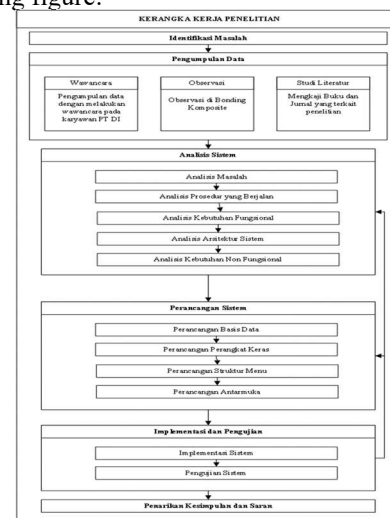 ng figure.
KERANGKA KERJA PENELITIAN
Identifikasi Masalah
Pengumpulan Data
Wawancara
Pengumpulan data
dengan melakukan
wawancara pada
karyawan PT DI
Observasi
Observasi di Bonding
Komposite
Studi Literatur
Mengkaji Buku dan
Jurnal yang terkait
penelitian
Analisis Sistem
Analisis Masalah
Analisis Prosedur yang Berjalan
Analisis Kebutuhan Fungsional
Analisis Arsitektur Sistem
Analisis Kebutuhan Non Fungsional
Perancangan Sistem
Perancangan Basis Data
Perancangan Perangkat Keras
Perancangan Struktur Menu
Perancangan Antarmuka
Implementasi dan Pengujian
Implementasi Sistem
Pengujian Sistem
Penarikan Kesimpulan dan Saran